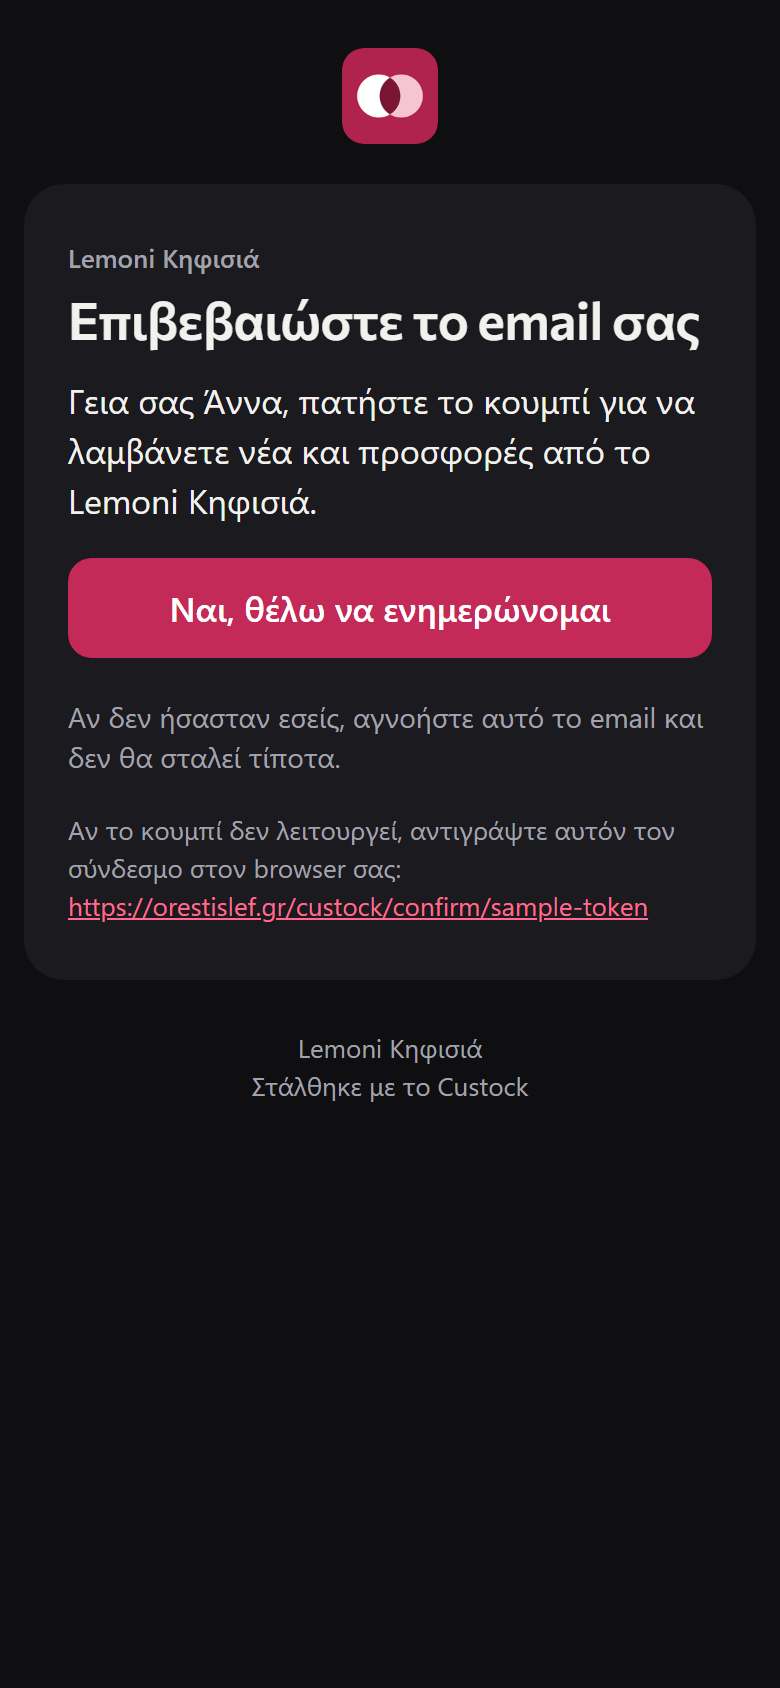 Lemoni Κηφισιά
Επιβεβαιώστε το email σας
Γεια σας Άννα, πατήστε το κουμπί για να
λαμβάνετε νέα και προσφορές από το
Lemoni Κηφισιά.
Ναι, θέλω να ενημερώνομαι
Αν δεν ήσασταν εσείς, αγνοήστε αυτό το email και
δεν θα σταλεί τίποτα.
Αν το κουμπί δεν λειτουργεί, αντιγράψτε αυτόν τον
σύνδεσμο στον browser σας:
https://orestislef.gr/custock/confirm/sample-token
Lemoni Κηφισιά
Στάλθηκε με το Custock